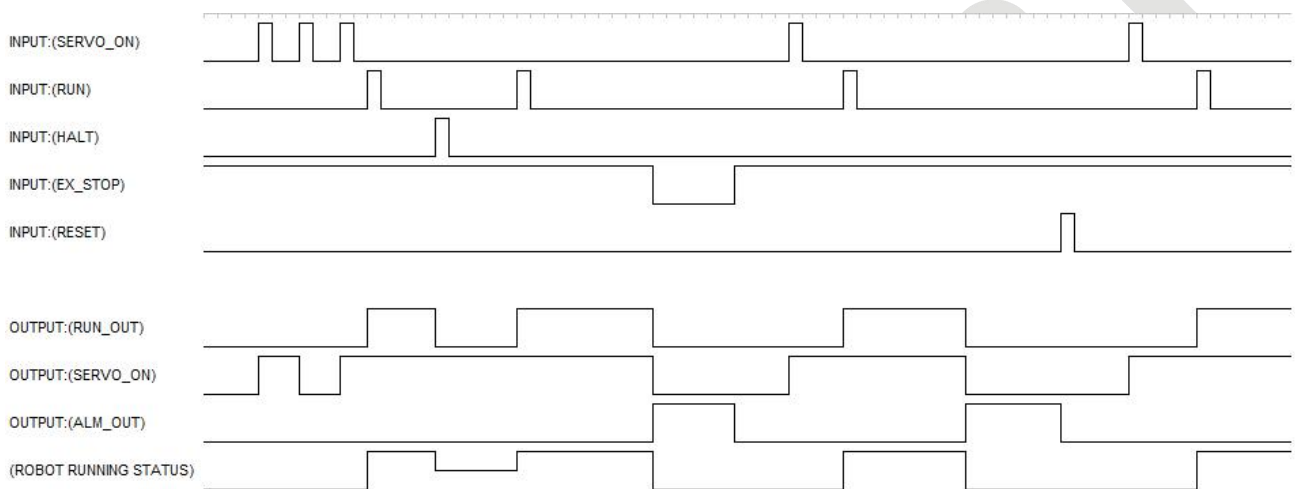 INPUT:(SERVO_ON)
INPUT:(RUN)
INPUT:(HALT)
INPUT:(EX_STOP)
INPUT:(RESET)
OUTPUT:(RUN_OUT)
OUTPUT:(SERVO_ON)
OUTPUT:(ALM_OUT)
(ROBOT RUNNING STATUS)